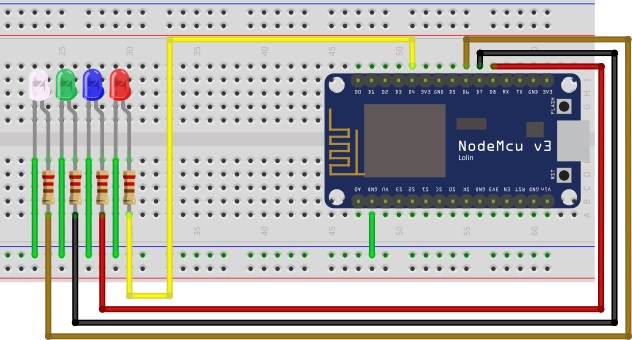 25 30 35 40 45 50 60
D0 D1 D2 D3 D4 3V3 GND D5 D6 D7 D8 RX TX GND 3V3
FLASH
NodeMcu v3
Lolin
RST
A0 GND VU S3 S2 S1 SC S0 SK GND 3V3 EN RST GND VIN
A B C D
35 40 45 50 55 60